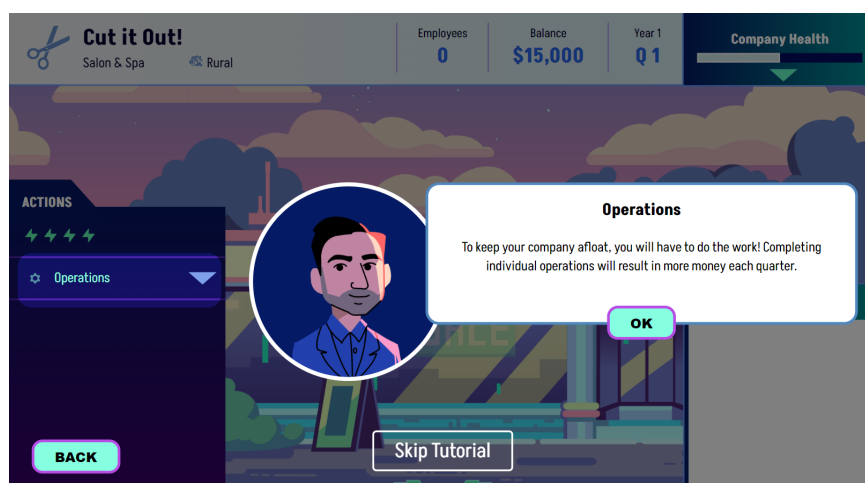 Cut it Out!
Salon & Spa Rural
Employees
0
Balance
$15,000
Year 1
Q 1
Company Health
ACTIONS
Operations
Operations
To keep your company afloat, you will have to do the work! Completing
individual operations will result in more money each quarter.
OK
Skip Tutorial
BACK